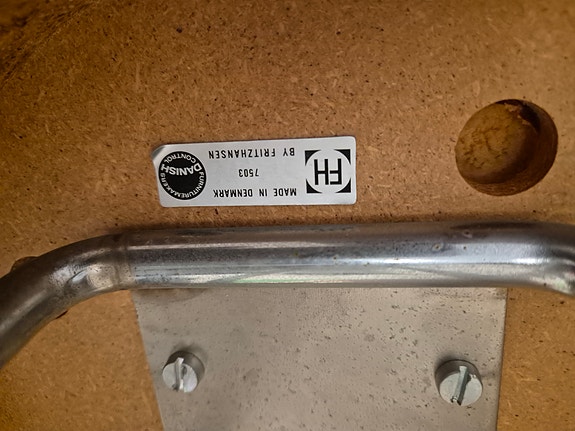 FH
MADE IN DENMARK
7503
BY FRITZHANSEN
DANISH
FURNITUREMAKERS
CONTROL